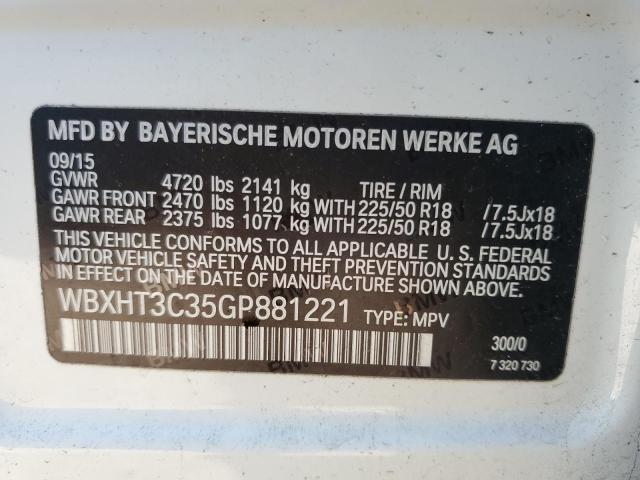 MFD BY BAYERISCHE MOTOREN WERKE AG
09/15
GVWR 4720 lbs 2141 kg TIRE / RIM
GAWR FRONT 2470 lbs 1120 kg WITH 225/50 R18 /7.5Jx18
GAWR REAR 2375 lbs 1077 kg WITH 225/50 R18 /7.5Jx18
THIS VEHICLE CONFORMS TO ALL APPLICABLE U. S. FEDERAL
MOTOR VEHICLE SAFETY AND THEFT PREVENTION STANDARDS
IN EFFECT ON THE DATE OF MANUFACTURE SHOWN ABOVE.
WBXHT3C35GP881221 TYPE: MPV
300/0
7 320 730